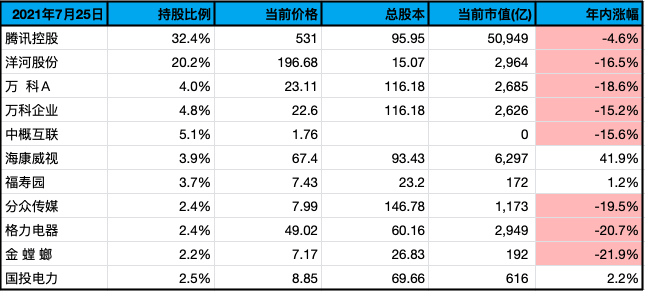 2021年7月25日 持股比例 当前价格 总股本 当前市值(亿) 年内涨幅
腾讯控股 32.4% 531 95.95 50,949 -4.6%
洋河股份 20.2% 196.68 15.07 2,964 -16.5%
万 科A 4.0% 23.11 116.18 2,685 -18.6%
万科企业 4.8% 22.6 116.18 2,626 -15.2%
中概互联 5.1% 1.76 0 -15.6%
海康威视 3.9% 67.4 93.43 6,297 41.9%
福寿园 3.7% 7.43 23.2 172 1.2%
分众传媒 2.4% 7.99 146.78 1,173 -19.5%
格力电器 2.4% 49.02 60.16 2,949 -20.7%
金 螳 螂 2.2% 7.17 26.83 192 -21.9%
国投电力 2.5% 8.85 69.66 616 2.2%